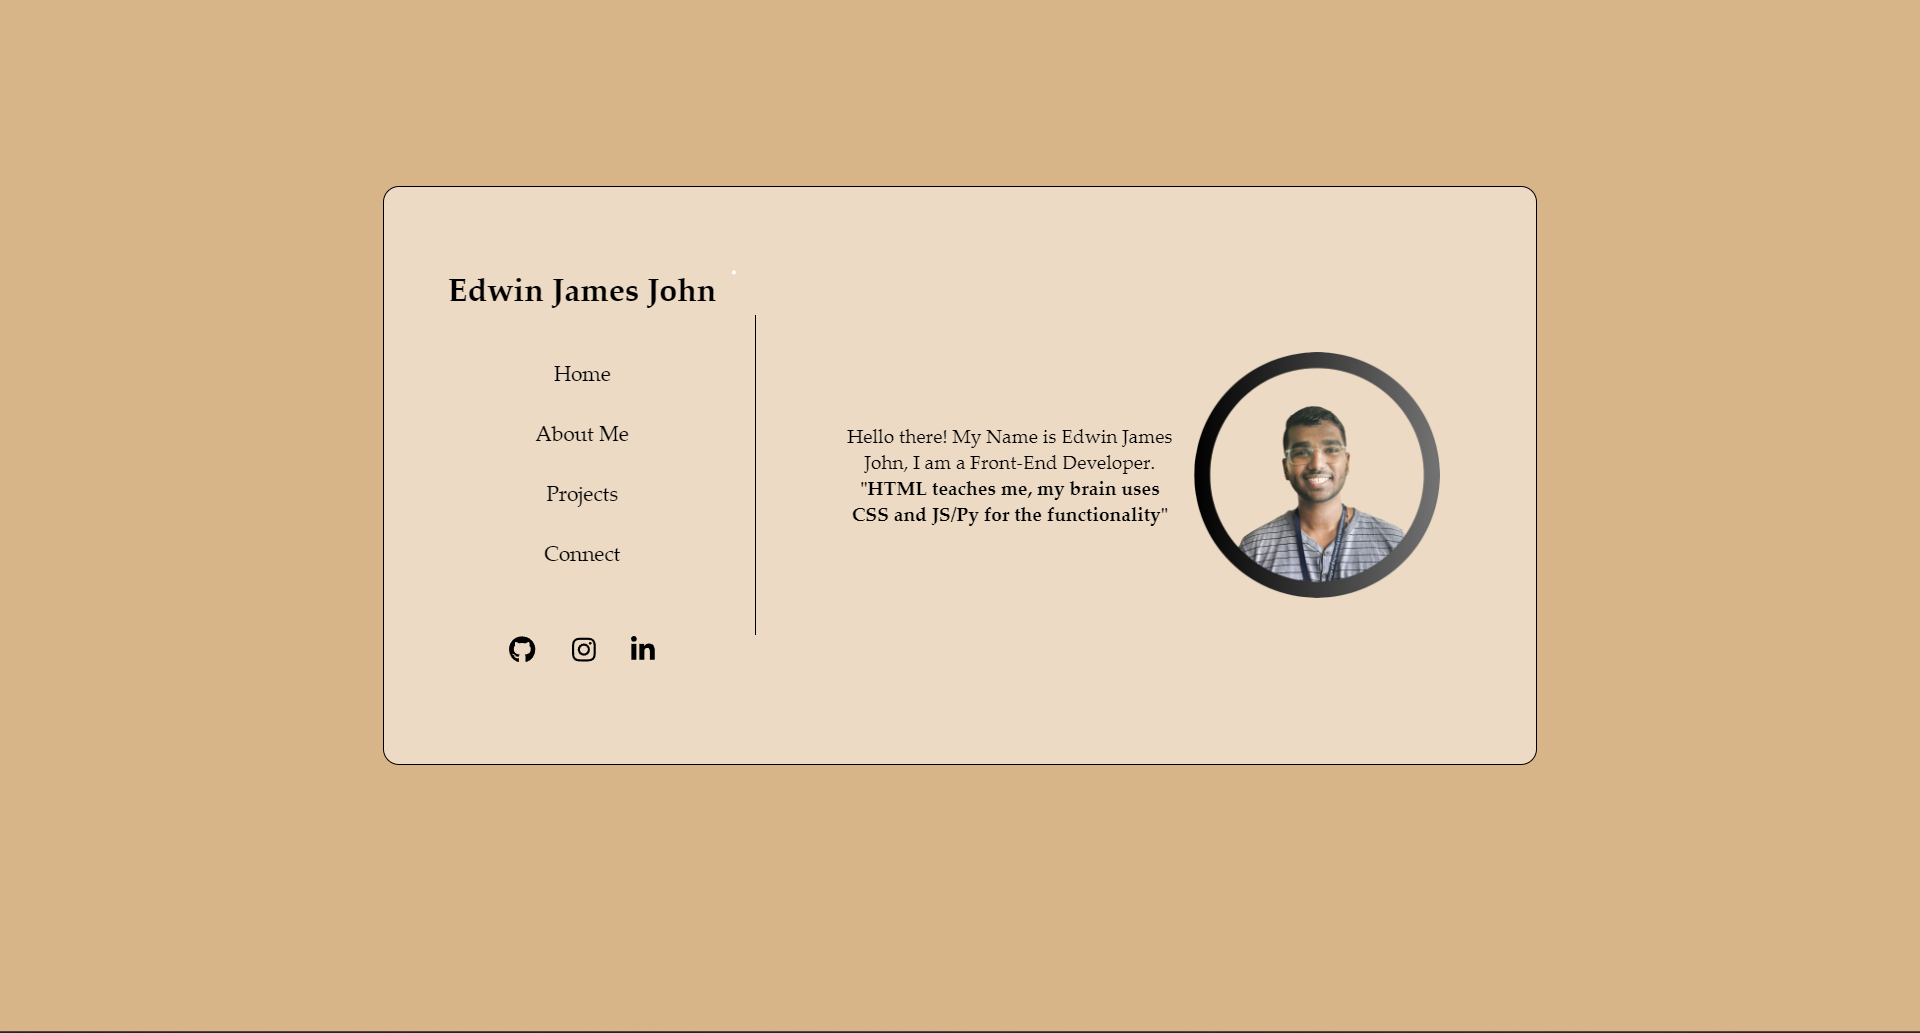 Edwin James John
Home
About Me
Projects
Connect
Hello there! My Name is Edwin James
John, I am a Front-End Developer.
"HTML teaches me, my brain uses
CSS and JS/Py for the functionality"